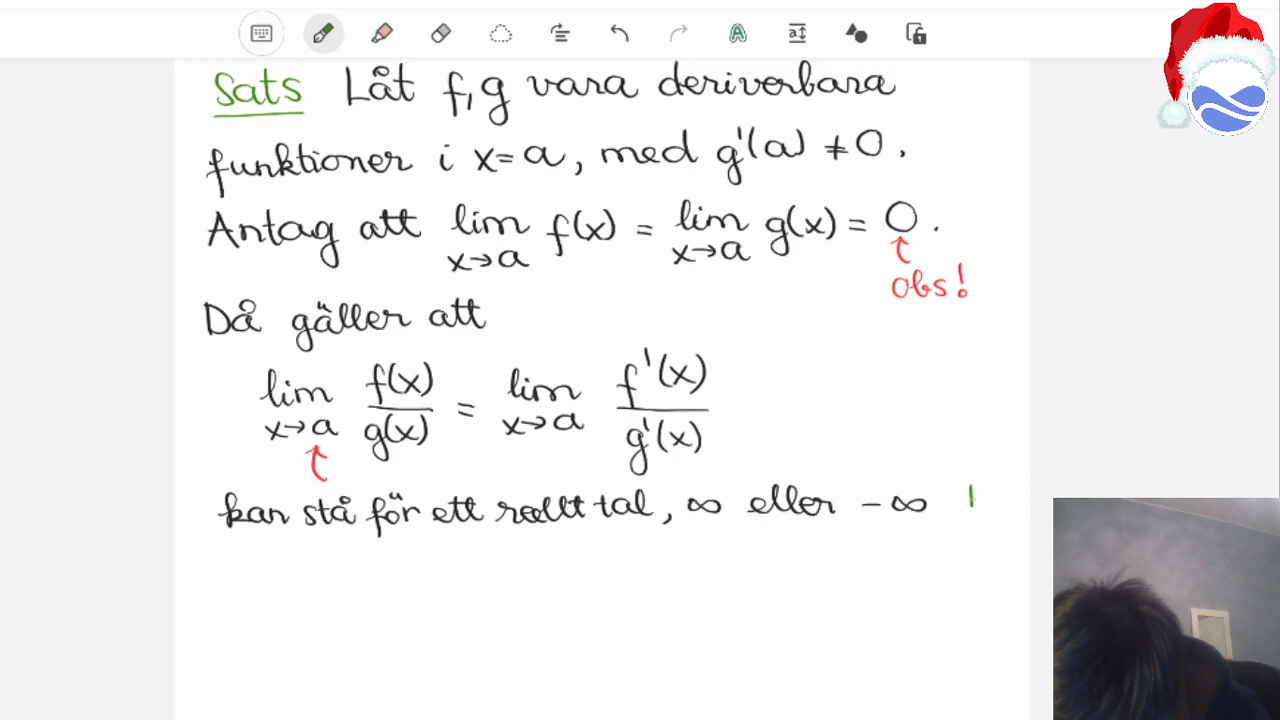 Sats Låt f, g vara deriverbara
funktioner i x=a, med g'(a) ≠ 0.
Antag att lim x→a f(x) = lim x→a g(x) = 0.
obs!
Då gäller att
lim x→a f(x)/g(x) = lim x→a f'(x)/g'(x)
kan stå för ett reellt tal, ∞ eller -∞